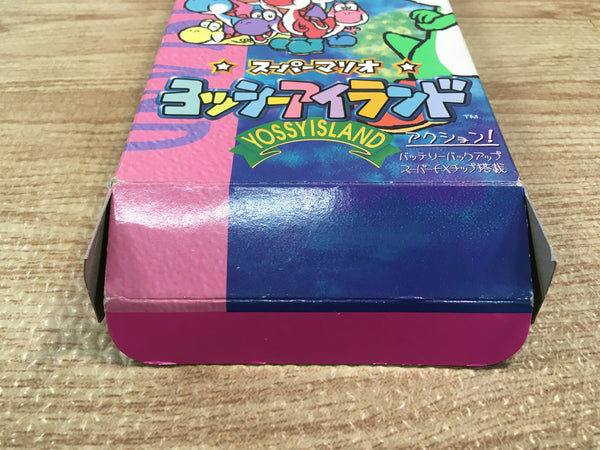 スーパーマリオ
ヨッシーアイランド
TM
YOSSY ISLAND
アクション!
バッテリーバックアップ
スーパーFXチップ搭載